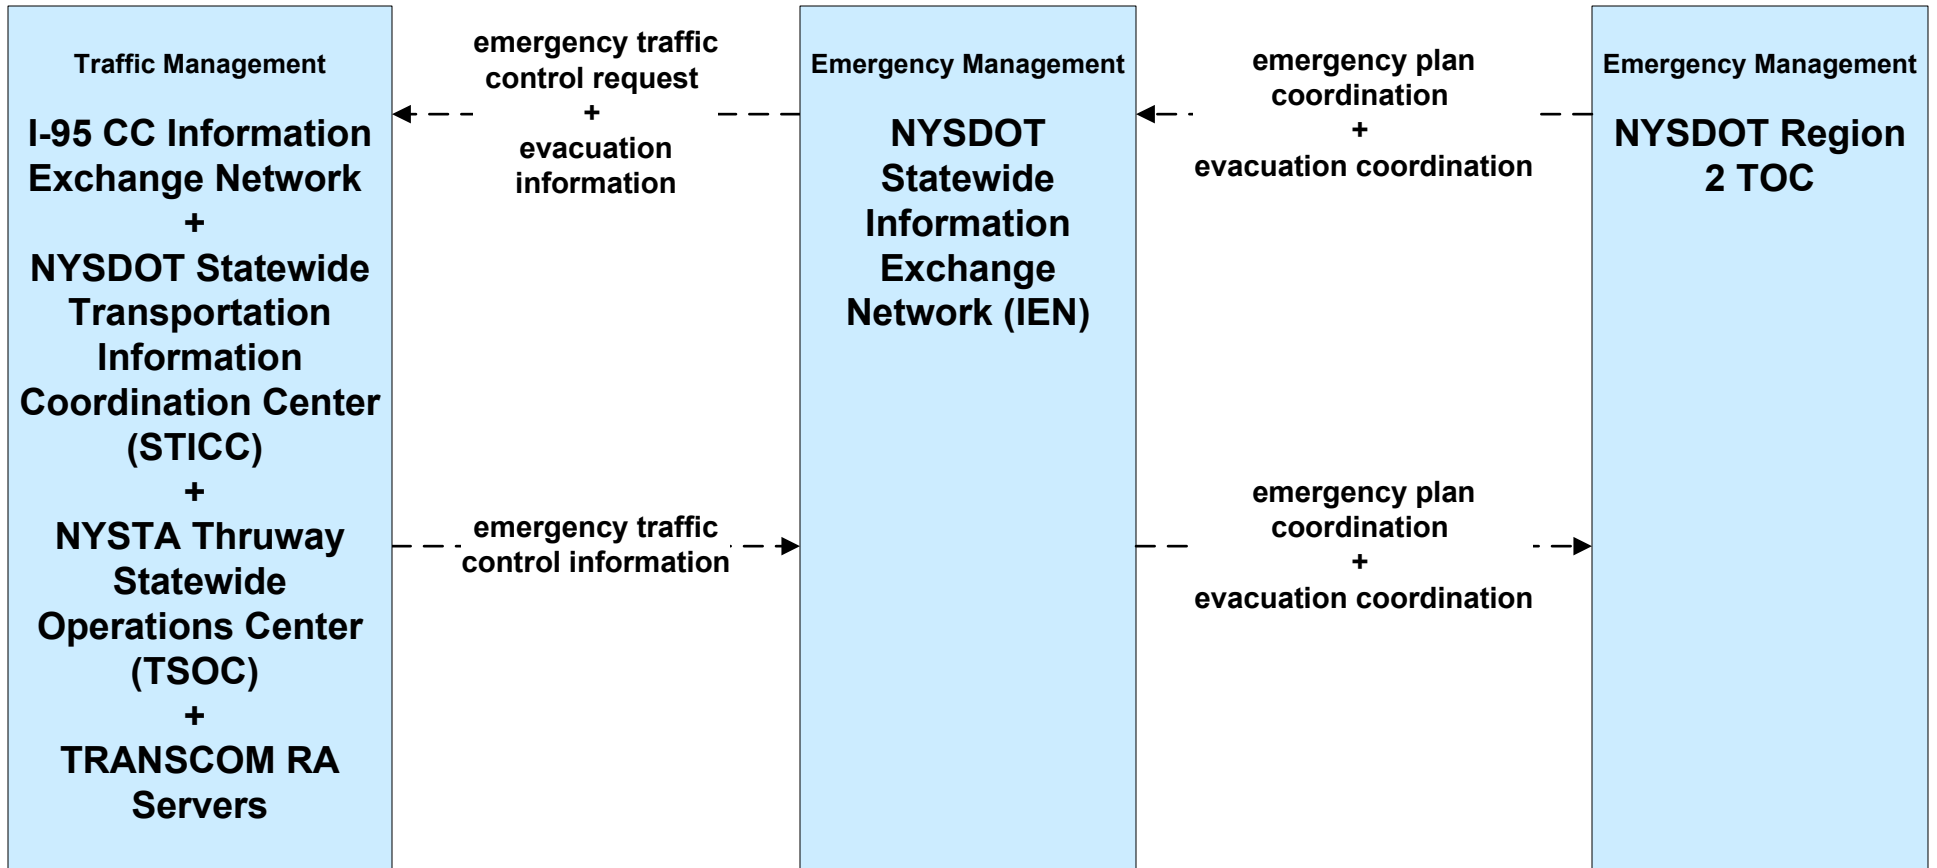 Traffic Management
I-95 CC Information
Exchange Network
+
NYSDOT Statewide
Transportation
Information
Coordination Center
(STICC)
+
NYSTA Thruway
Statewide
Operations Center
(TSOC)
+
TRANSCOM RA
Servers
emergency traffic
control request
+
evacuation
information
emergency traffic
control information
Emergency Management
NYSDOT
Statewide
Information
Exchange
Network (IEN)
emergency plan
coordination
+
evacuation coordination
emergency plan
coordination
+
evacuation coordination
Emergency Management
NYSDOT Region
2 TOC